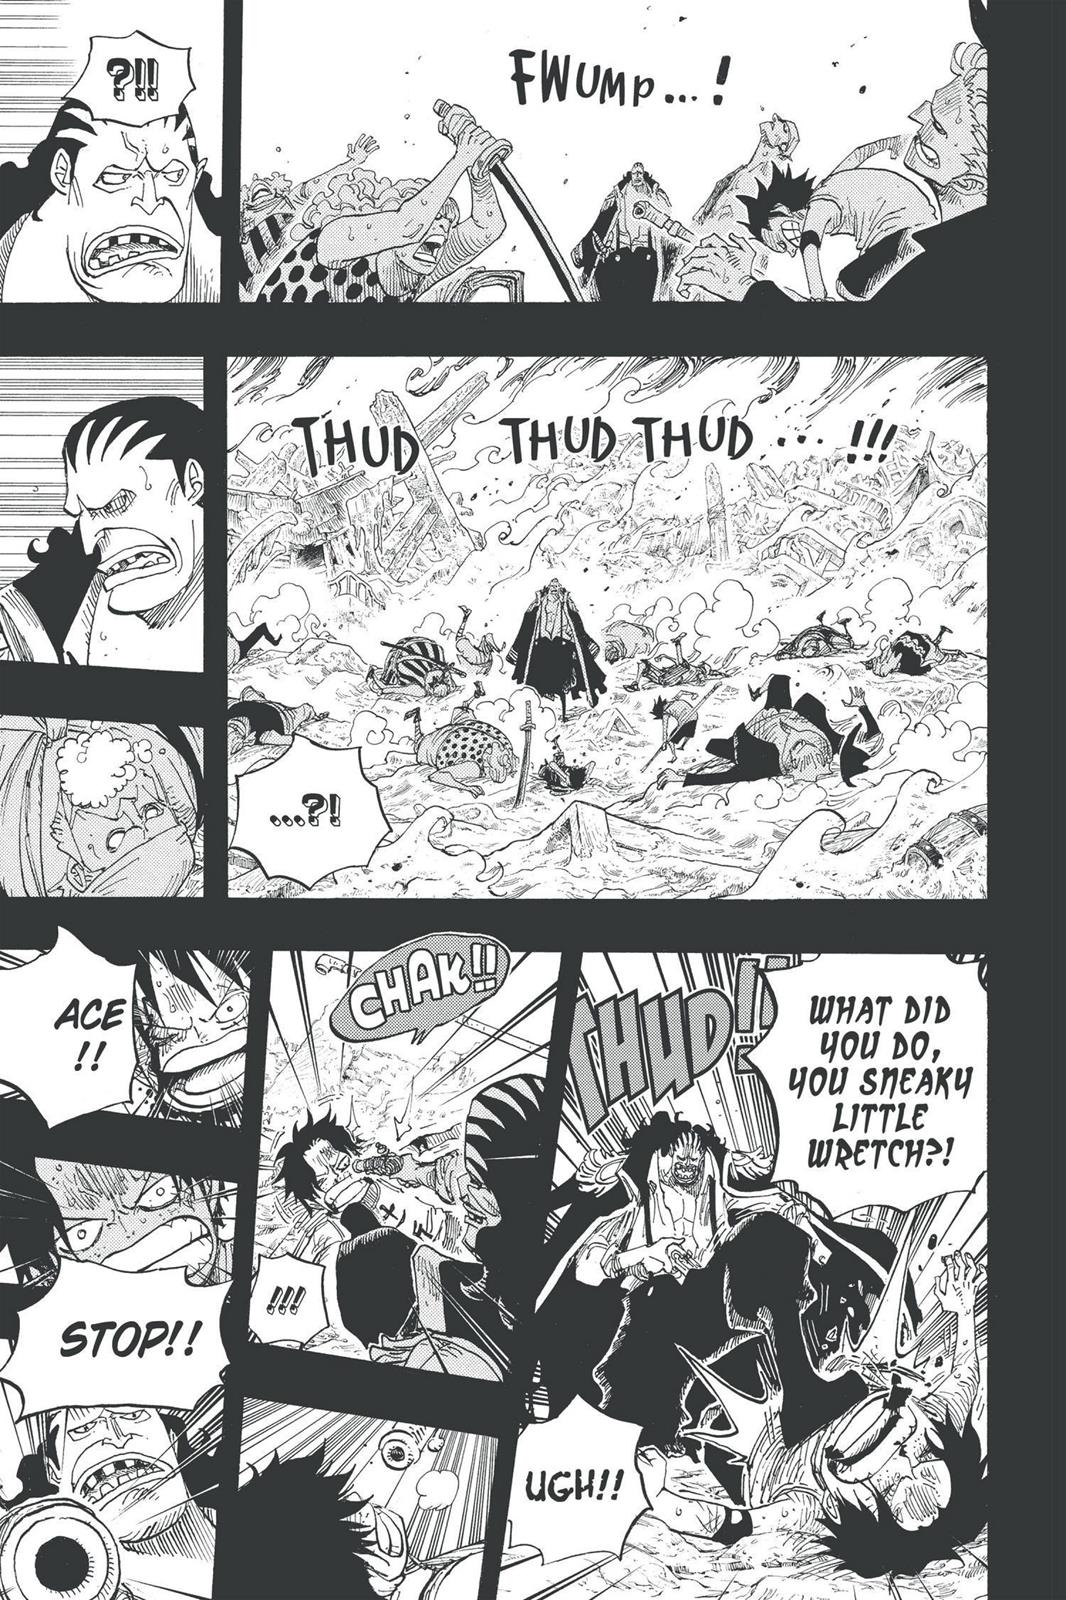 FWUMP...!
?!!
THUD THUD THUD...!!!
...?!
WHAT DID
YOU DO,
YOU SNEAKY
LITTLE
WRETCH?!
THUD!
UGH!!
CHAK!!
!!!
ACE
!!
STOP!!